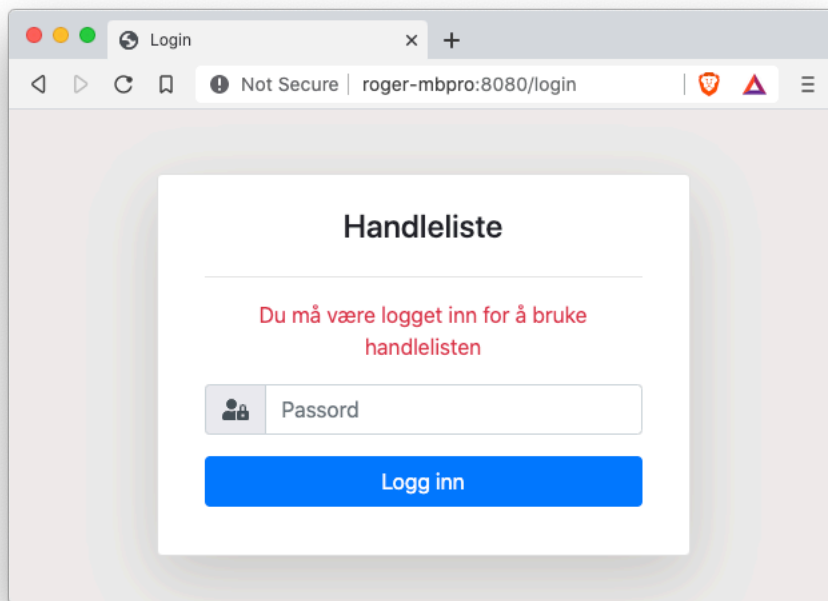 Login
Not Secure roger-mbpro:8080/login
Handleliste
Du må være logget inn for å bruke
handlelisten
Passord
Logg inn